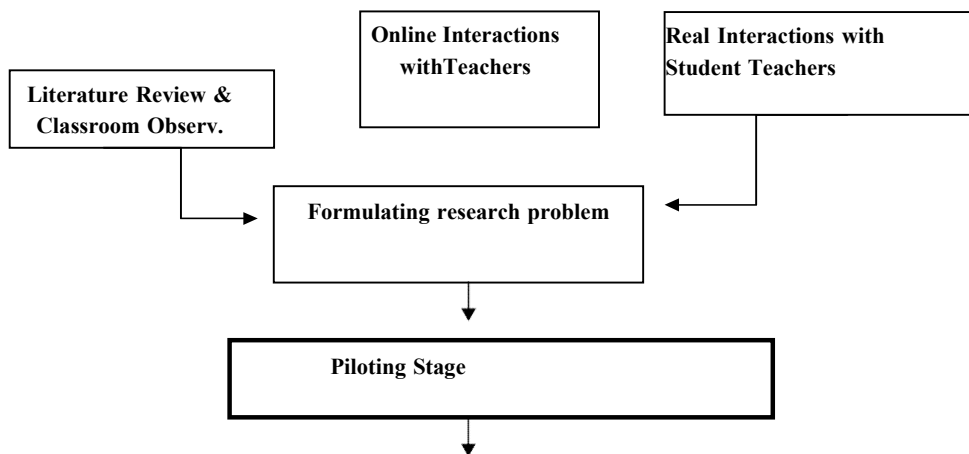 Online Interactions
withTeachers
Real Interactions with
Student Teachers
Literature Review &
Classroom Observ.
Formulating research problem
Piloting Stage